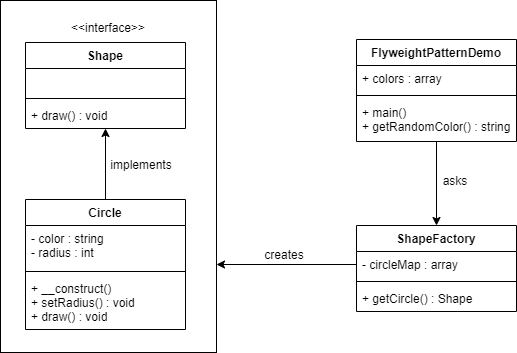 <<interface>>
Shape
+ draw() : void
implements
Circle
- color : string
- radius : int
+ __construct()
+ setRadius() : void
+ draw() : void
creates
FlyweightPatternDemo
+ colors : array
+ main()
+ getRandomColor() : string
asks
ShapeFactory
- circleMap : array
+ getCircle() : Shape